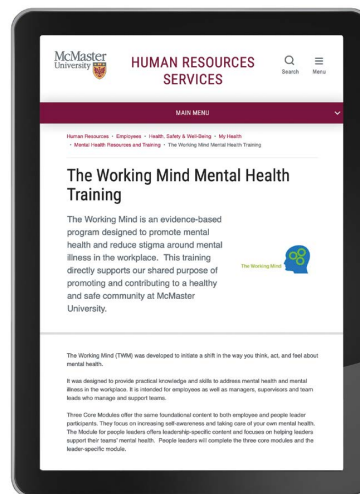 McMaster
University
HUMAN RESOURCES
SERVICES
Search
Menu
MAIN MENU
Human Resources • Employees • Health, Safety & Well-Being • My Health
• Mental Health Resources and Training • The Working Mind Mental Health Training
The Working Mind Mental Health
Training
The Working Mind is an evidence-based
program designed to promote mental
health and reduce stigma around mental
illness in the workplace.  This training
directly supports our shared purpose of
promoting and contributing to a healthy
and safe community at McMaster
University.
The Working Mind
The Working Mind (TWM) was developed to initiate a shift in the way you think, act, and feel about
mental health.
It was designed to provide practical knowledge and skills to address mental health and mental
illness in the workplace. It is intended for employees as well as managers, supervisors and team
leads who manage and support teams.
Three Core Modules offer the same foundational content to both employee and people leader
participants. They focus on increasing self-awareness and taking care of your own mental health.
The Module for people leaders offers leadership-specific content and focuses on helping leaders
support their teams' mental health.  People leaders will complete the three core modules and the
leader-specific module.